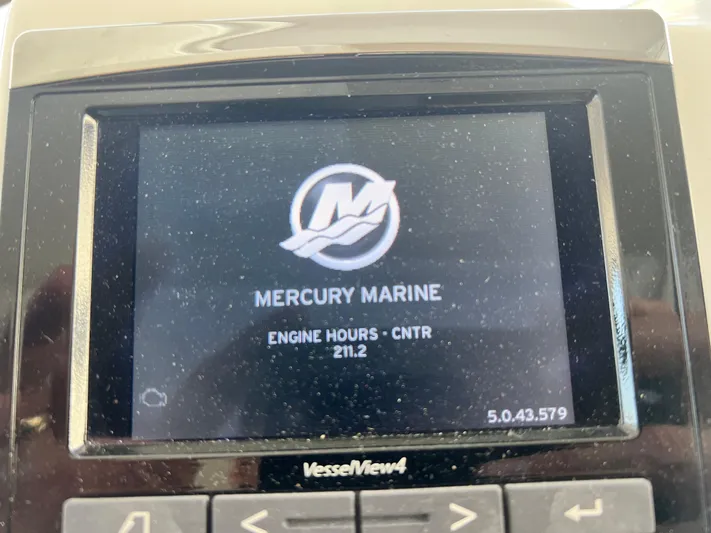 M
MERCURY MARINE
ENGINE HOURS - CNTR
211.2
5.0.43.579
VesselView4
< >